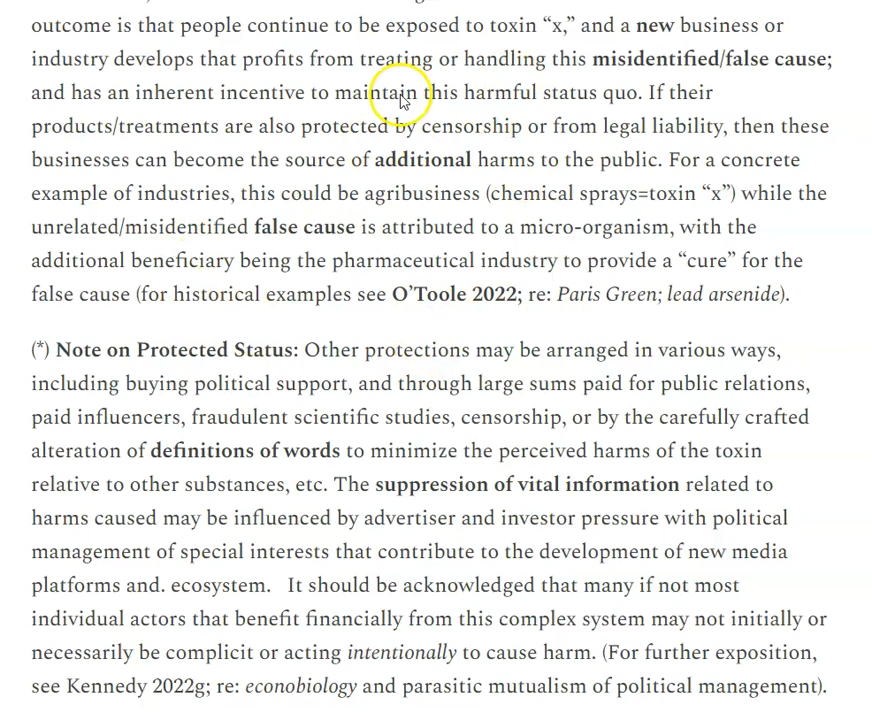 outcome is that people continue to be exposed to toxin “x,” and a new business or
industry develops that profits from treating or handling this misidentified/false cause;
and has an inherent incentive to maintain this harmful status quo. If their
products/treatments are also protected by censorship or from legal liability, then these
businesses can become the source of additional harms to the public. For a concrete
example of industries, this could be agribusiness (chemical sprays=toxin “x”) while the
unrelated/misidentified false cause is attributed to a micro-organism, with the
additional beneficiary being the pharmaceutical industry to provide a “cure” for the
false cause (for historical examples see O’Toole 2022; re: Paris Green; lead arsenide).
(*) Note on Protected Status: Other protections may be arranged in various ways,
including buying political support, and through large sums paid for public relations,
paid influencers, fraudulent scientific studies, censorship, or by the carefully crafted
alteration of definitions of words to minimize the perceived harms of the toxin
relative to other substances, etc. The suppression of vital information related to
harms caused may be influenced by advertiser and investor pressure with political
management of special interests that contribute to the development of new media
platforms and. ecosystem. It should be acknowledged that many if not most
individual actors that benefit financially from this complex system may not initially or
necessarily be complicit or acting intentionally to cause harm. (For further exposition,
see Kennedy 2022g; re: econobiology and parasitic mutualism of political management).